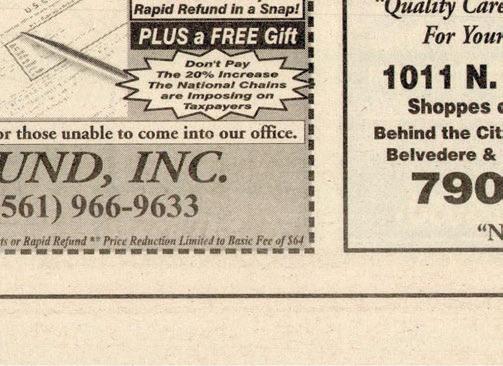 U.S.
Rapid Refund in a Snap!
PLUS a FREE Gift
Don't Pay
The 20% Increase
The National Chains
are Imposing on
Taxpayers
or those unable to come into our office.
UND, INC.
561) 966-9633
ts or Rapid Refund ** Price Reduction Limited to Basic Fee of $64
"Quality Care
For Your
1011 N.
Shoppes
Behind the Cit
Belvedere &
790
"N